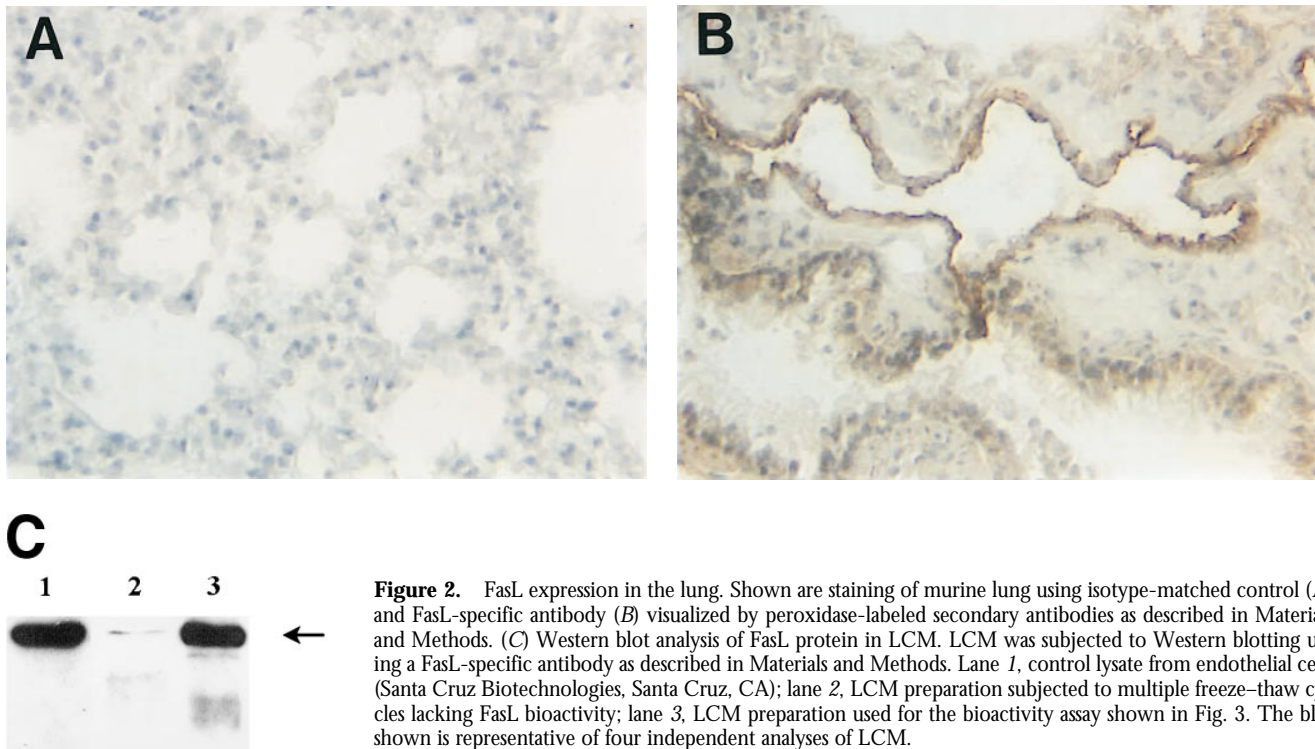 A
B
C
1 2 3
Figure 2. FasL expression in the lung. Shown are staining of murine lung using isotype-matched control (
and FasL-specific antibody (B) visualized by peroxidase-labeled secondary antibodies as described in Materia
and Methods. (C) Western blot analysis of FasL protein in LCM. LCM was subjected to Western blotting u
ing a FasL-specific antibody as described in Materials and Methods. Lane 1, control lysate from endothelial ce
(Santa Cruz Biotechnologies, Santa Cruz, CA); lane 2, LCM preparation subjected to multiple freeze–thaw c
cles lacking FasL bioactivity; lane 3, LCM preparation used for the bioactivity assay shown in Fig. 3. The bl
shown is representative of four independent analyses of LCM.